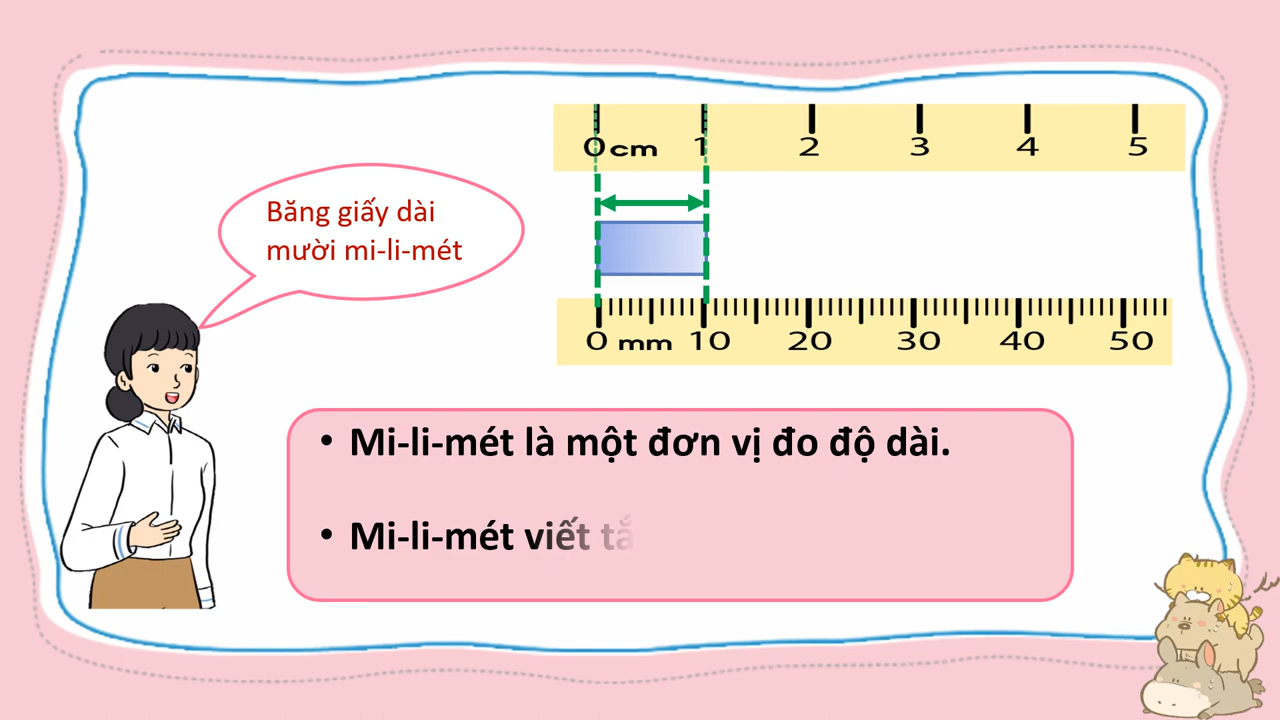 0cm 1 2 3 4 5
Băng giấy dài
mười mi-li-mét
0 mm 10 20 30 40 50
• Mi-li-mét là một đơn vị đo độ dài.
• Mi-li-mét viết